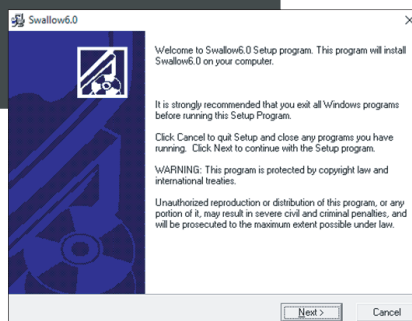 Swallow6.0
Welcome to Swallow6.0 Setup program. This program will install
Swallow6.0 on your computer.
It is strongly recommended that you exit all Windows programs
before running this Setup Program.
Click Cancel to quit Setup and close any programs you have
running. Click Next to continue with the Setup program.
WARNING: This program is protected by copyright law and
international treaties.
Unauthorized reproduction or distribution of this program, or any
portion of it, may result in severe civil and criminal penalties, and
will be prosecuted to the maximum extent possible under law.
Next >
Cancel